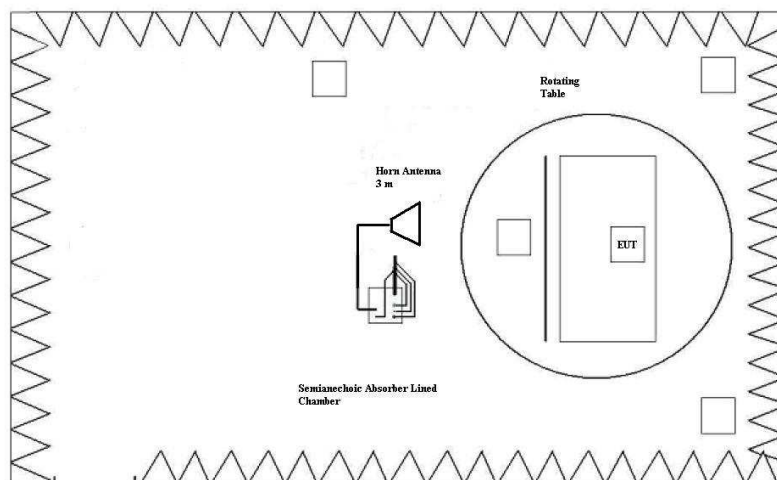 Rotating
Table
Horn Antenna
3 m
EUT
Semianechoic Absorber Lined
Chamber